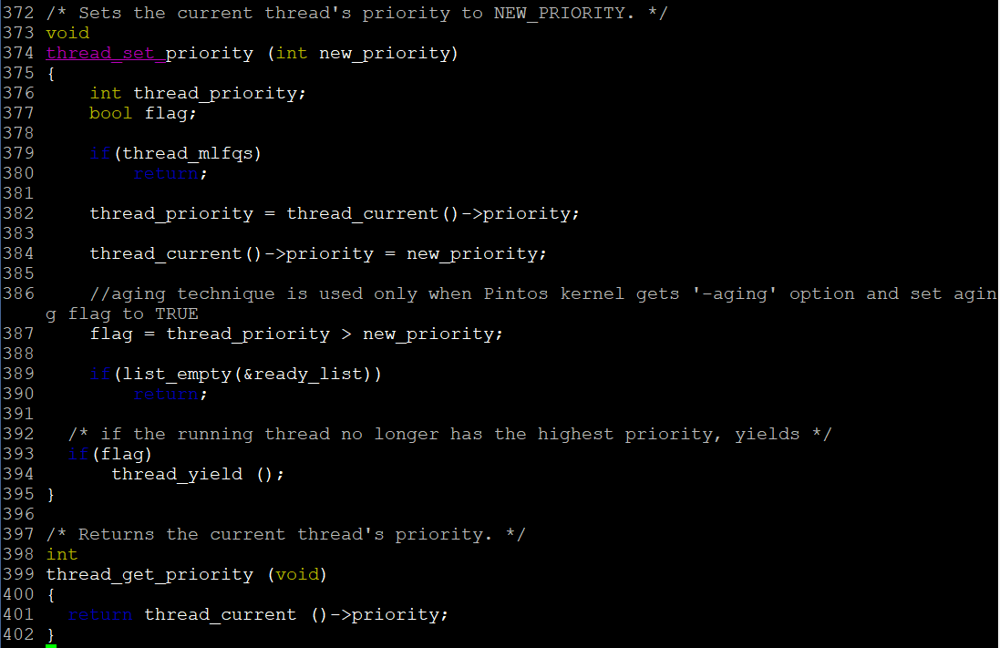 372 /* Sets the current thread's priority to NEW_PRIORITY. */
373 void
374 thread_set_priority (int new_priority)
375 {
376     int thread_priority;
377     bool flag;
378
379     if(thread_mlfqs)
380         return;
381
382     thread_priority = thread_current()->priority;
383
384     thread_current()->priority = new_priority;
385
386     //aging technique is used only when Pintos kernel gets '-aging' option and set agin
g flag to TRUE
387     flag = thread_priority > new_priority;
388
389     if(list_empty(&ready_list))
390         return;
391
392   /* if the running thread no longer has the highest priority, yields */
393   if(flag)
394       thread_yield ();
395 }
396
397 /* Returns the current thread's priority. */
398 int
399 thread_get_priority (void)
400 {
401   return thread_current ()->priority;
402 }